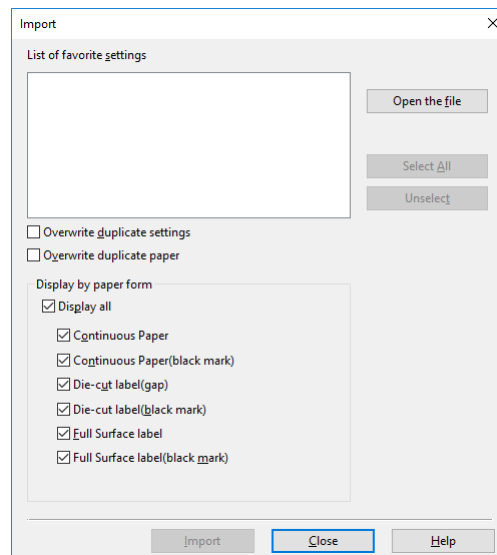 Import
List of favorite settings
Open the file
Select All
Unselect
Overwrite duplicate settings
Overwrite duplicate paper
Display by paper form
Display all
Continuous Paper
Continuous Paper(black mark)
Die-cut label(gap)
Die-cut label(black mark)
Full Surface label
Full Surface label(black mark)
Import Close Help